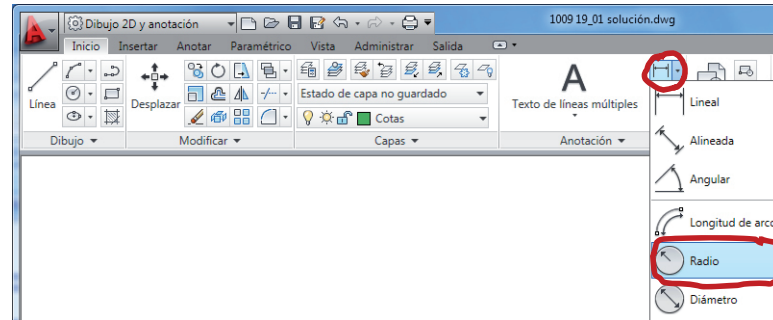 Dibujo 2D y anotación
1009 19_01 solución.dwg
Inicio Insertar Anotar Paramétrico Vista Administrar Salida
Línea
Desplazar
Estado de capa no guardado
Cotas
A
Texto de líneas múltiples
Dibujo Modificar Capas Anotación
Lineal
Alineada
Angular
Longitud de arco
Radio
Diámetro